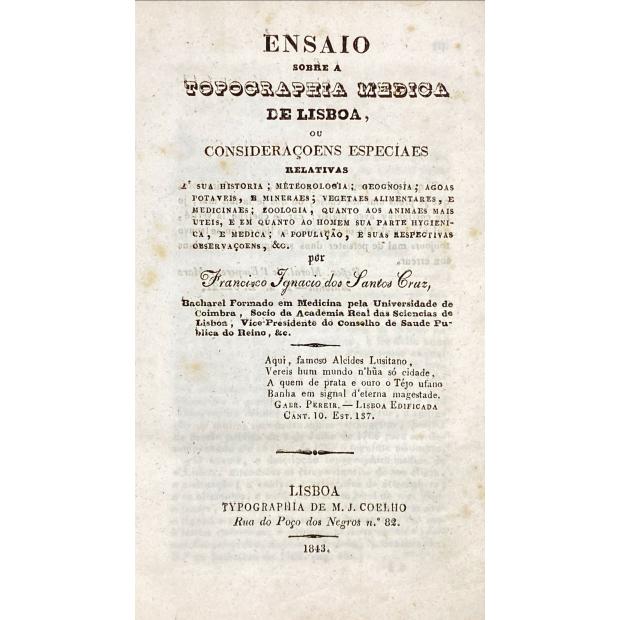 ENSAIO
SOBRE A
TOPOGRAPHIA MEDICA
DE LISBOA,
OU
CONSIDERAÇOENS ESPECIAES
RELATIVAS
A' SUA HISTORIA; METEOROLOGIA; GEOGNOSIA; AGOAS
POTAVEIS, E MINERAES; VEGETAES ALIMENTARES, E
MEDICINAES; ZOOLOGIA, QUANTO AOS ANIMAES MAIS
UTEIS, E EM QUANTO AO HOMEM SUA PARTE HYGIENI-
CA, E MEDICA; A POPULAÇÃO, E SUAS RESPECTIVAS
OBSERVAÇOENS, &C.
por
Francisco Ignacio dos Santos Cruz,
Bacharel Formado em Medicina pela Universidade de
Coimbra, Socio da Academia Real das Sciencias de
Lisboa, Vice-Presidente do Conselho de Saude Pu-
blica do Reino, &c.
Aqui, famoso Alcides Lusitano,
Vereis hum mundo n'hũa só cidade,
A quem de prata e ouro o Téjo ufano
Banha em signal d'eterna magestade.
GABR. PEREIR. — LISBOA EDIFICADA
CANT. 10. EST. 137.
LISBOA
TYPOGRAPHIA DE M. J. COELHO
Rua do Poço dos Negros n.º 82.
1843.